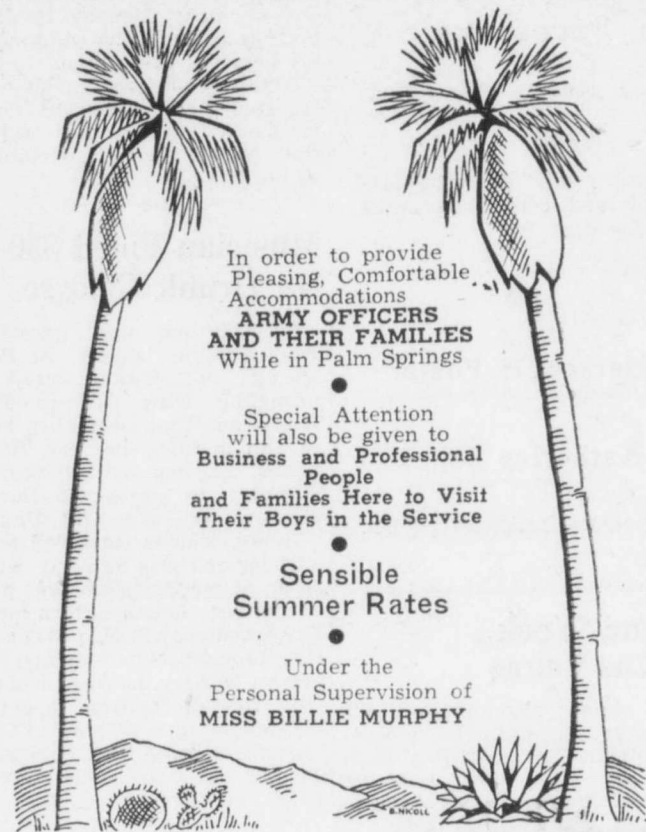 In order to provide
Pleasing, Comfortable
Accommodations
ARMY OFFICERS
AND THEIR FAMILIES
While in Palm Springs
●
Special Attention
will also be given to
Business and Professional
People
and Families Here to Visit
Their Boys in the Service
●
Sensible
Summer Rates
●
Under the
Personal Supervision of
MISS BILLIE MURPHY
B. NICOLL